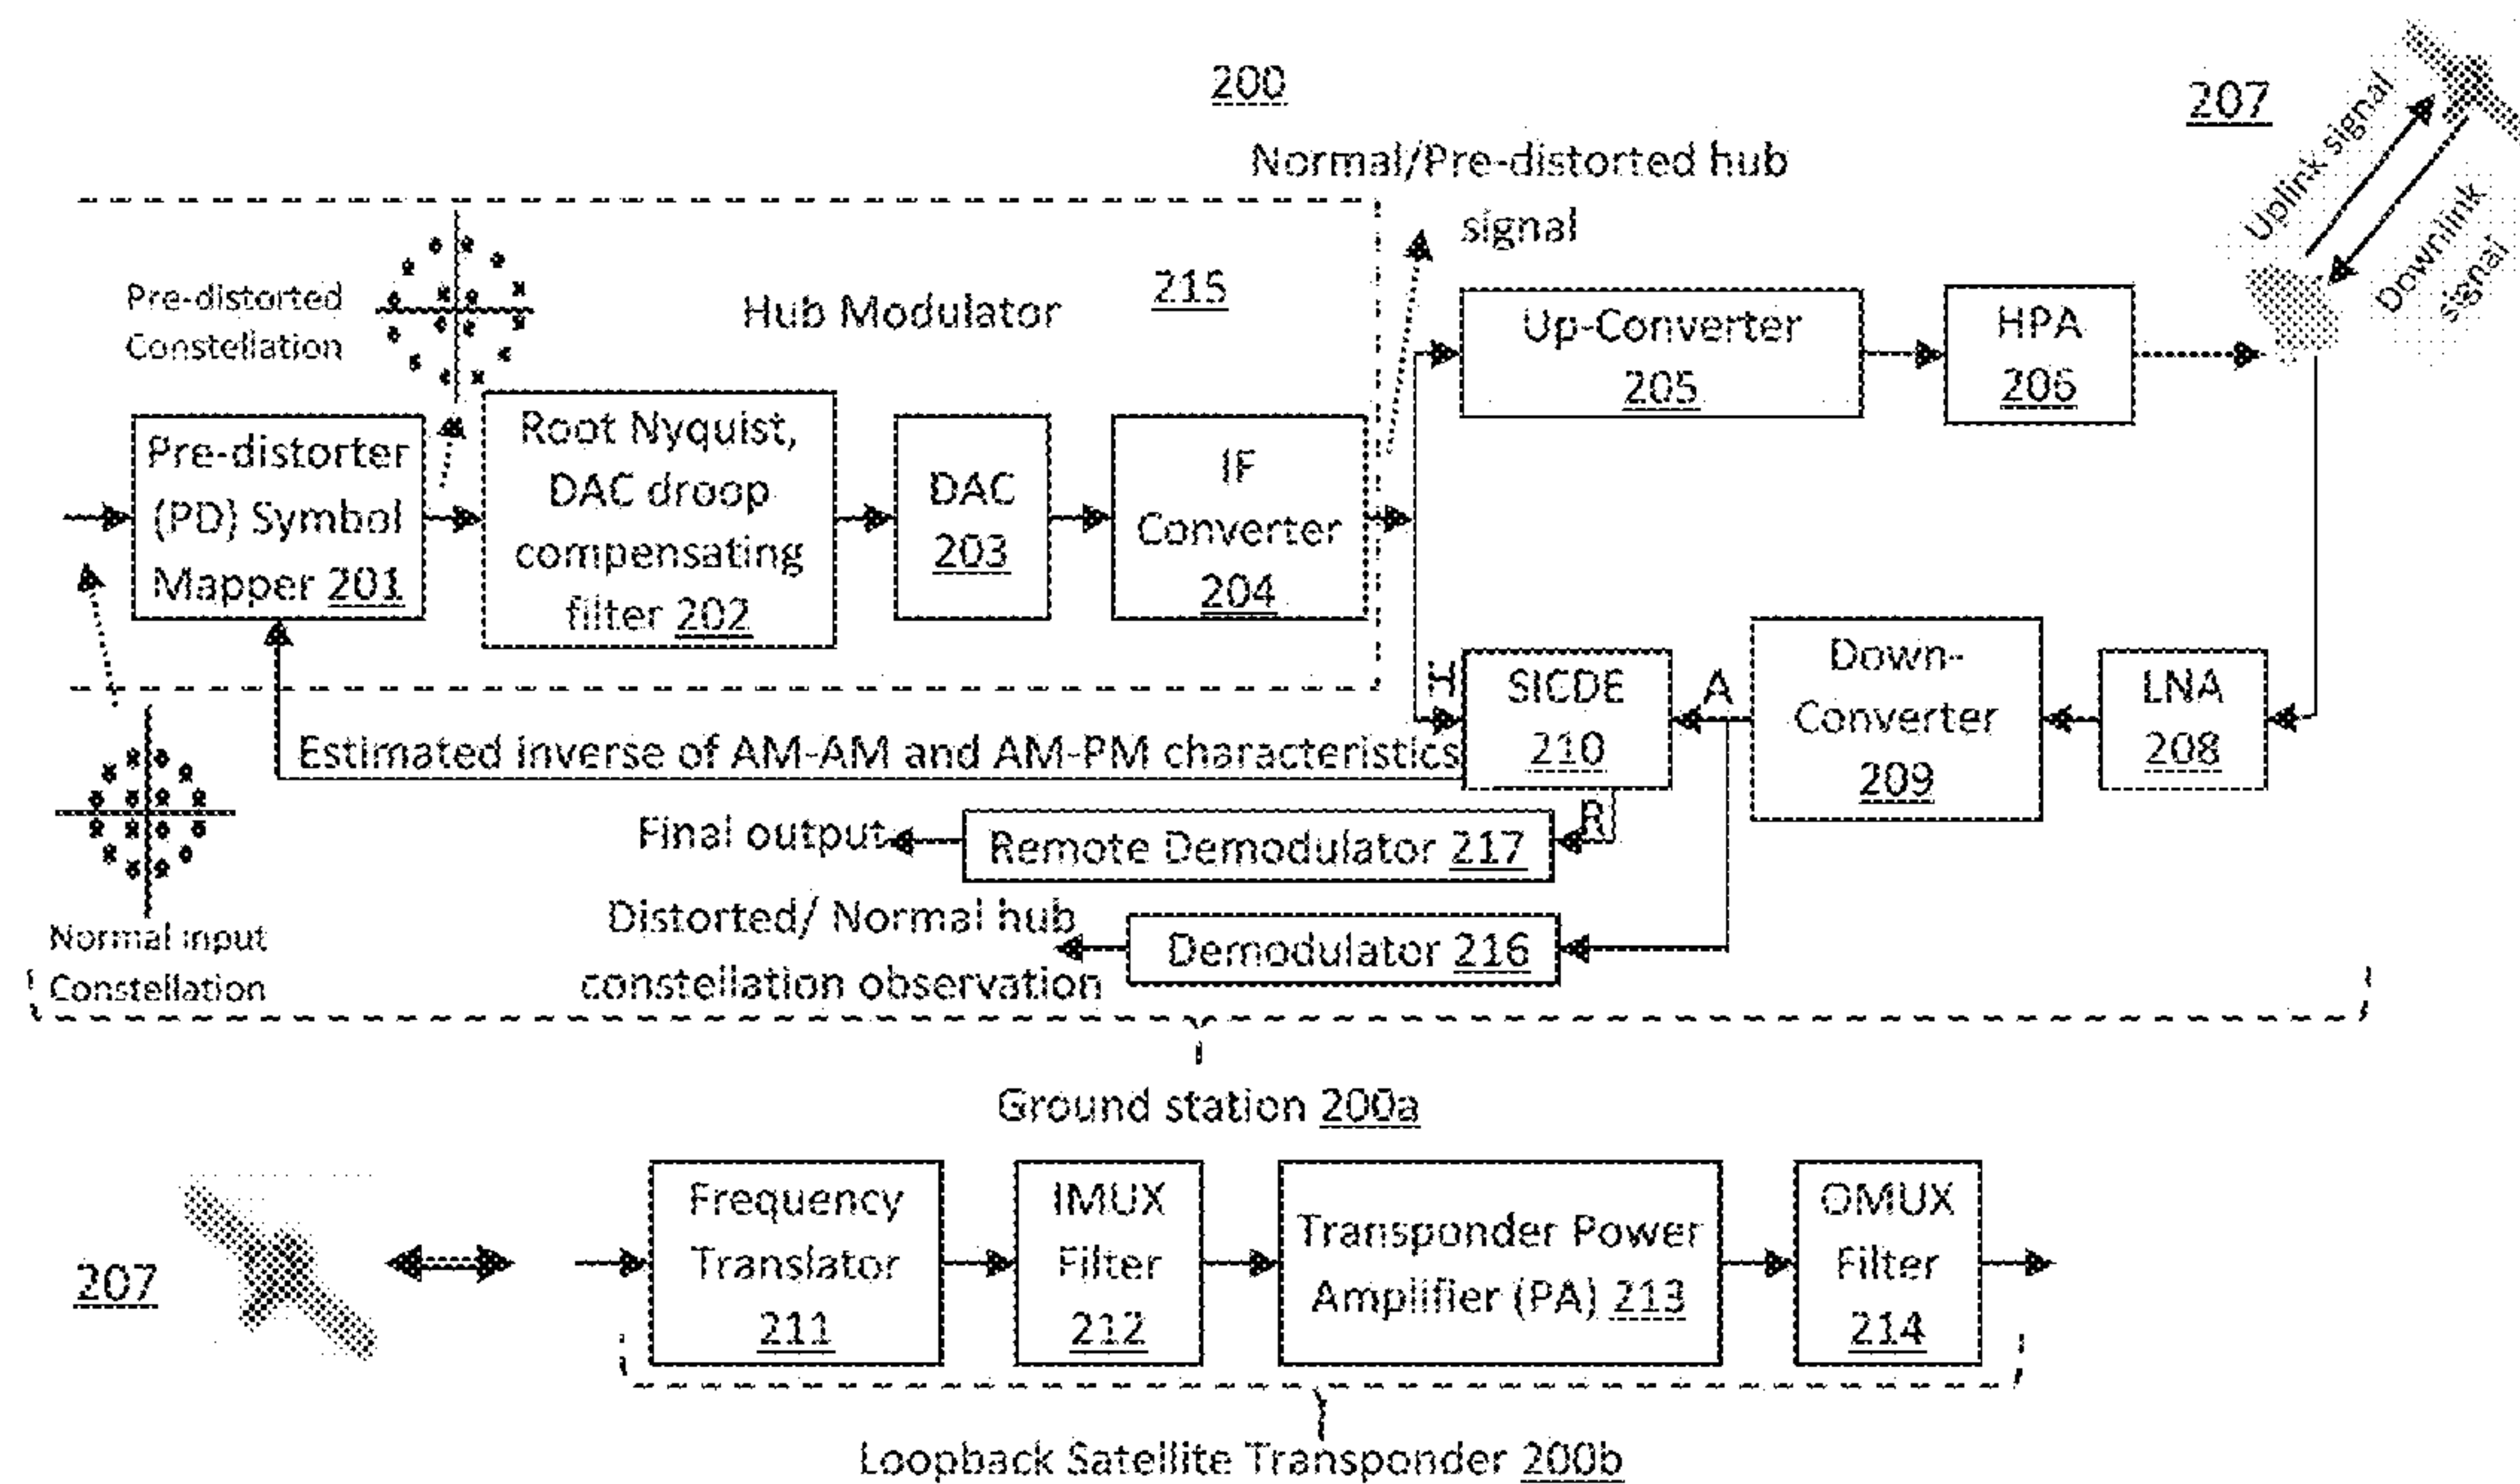 200
207
Uplink signal
Downlink
signal
Normal/Pre-distorted hub
signal
Pre-distorted
Constellation
Hub Modulator
215
Up-Converter
205
HPA
206
Pre-distorter
(PD) Symbol
Mapper 201
Root Nyquist,
DAC droop
compensating
filter 202
DAC
203
IF
Converter
204
H
SICDE
210
A
Down-
Converter
209
LNA
208
Estimated inverse of AM-AM and AM-PM characteristics
R
Final output
Remote Demodulator 217
Distorted/ Normal hub
constellation observation
Demodulator 216
Normal input
Constellation
Ground station 200a
207
Frequency
Translator
211
IMUX
Filter
212
Transponder Power
Amplifier (PA) 213
OMUX
Filter
214
Loopback Satellite Transponder 200b